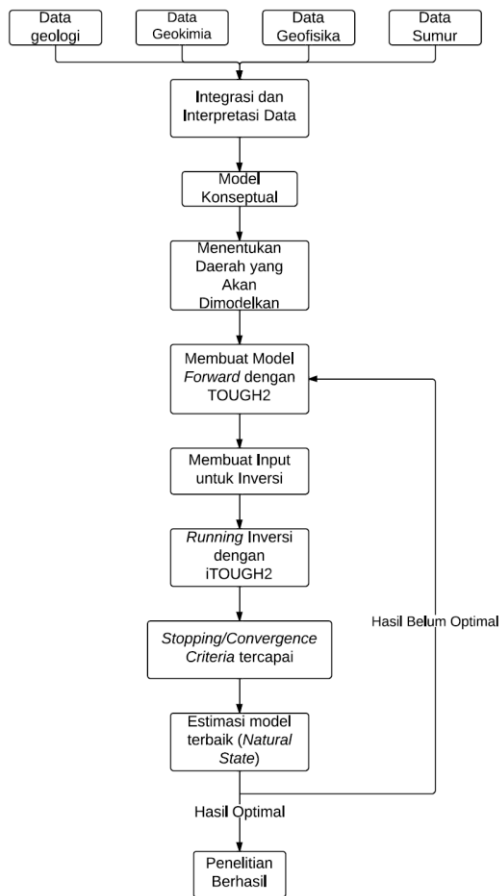 Data
geologi
Data
Geokimia
Data
Geofisika
Data
Sumur
Integrasi dan
Interpretasi Data
Model
Konseptual
Menentukan
Daerah yang
Akan
Dimodelkan
Membuat Model
Forward dengan
TOUGH2
Membuat Input
untuk Inversi
Running Inversi
dengan
iTOUGH2
Hasil Belum Optimal
Stopping/Convergence
Criteria tercapai
Estimasi model
terbaik (Natural
State)
Hasil Optimal
Penelitian
Berhasil